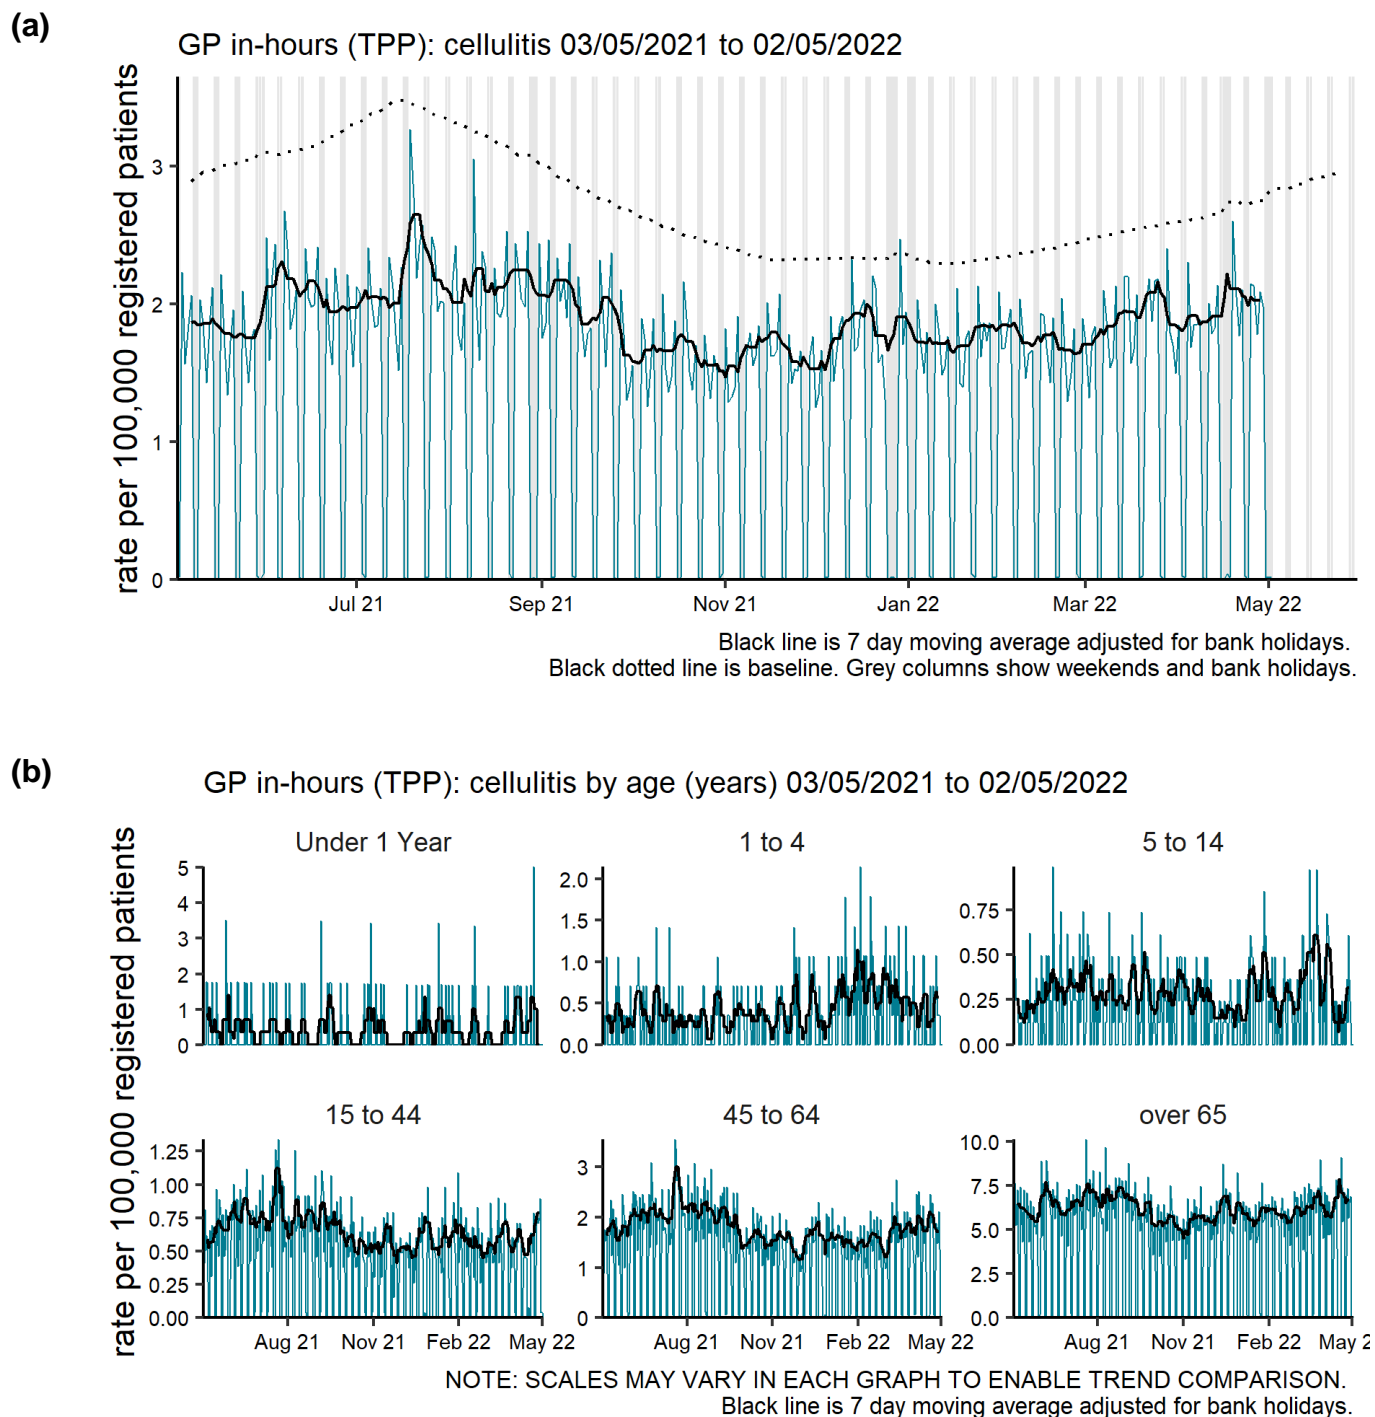 (a)
GP in-hours (TPP): cellulitis 03/05/2021 to 02/05/2022
rate per 100,000 registered patients
3
2
1
0
Jul 21 Sep 21 Nov 21 Jan 22 Mar 22 May 22
Black line is 7 day moving average adjusted for bank holidays.
Black dotted line is baseline. Grey columns show weekends and bank holidays.
(b)
GP in-hours (TPP): cellulitis by age (years) 03/05/2021 to 02/05/2022
rate per 100,000 registered patients
Under 1 Year
5
4
3
2
1
0
1 to 4
2.0
1.5
1.0
0.5
0.0
5 to 14
0.75
0.50
0.25
0.00
15 to 44
1.25
1.00
0.75
0.50
0.25
0.00
Aug 21 Nov 21 Feb 22 May 22
45 to 64
3
2
1
0
Aug 21 Nov 21 Feb 22 May 22
over 65
10.0
7.5
5.0
2.5
0.0
Aug 21 Nov 21 Feb 22 May 2
NOTE: SCALES MAY VARY IN EACH GRAPH TO ENABLE TREND COMPARISON.
Black line is 7 day moving average adjusted for bank holidays.